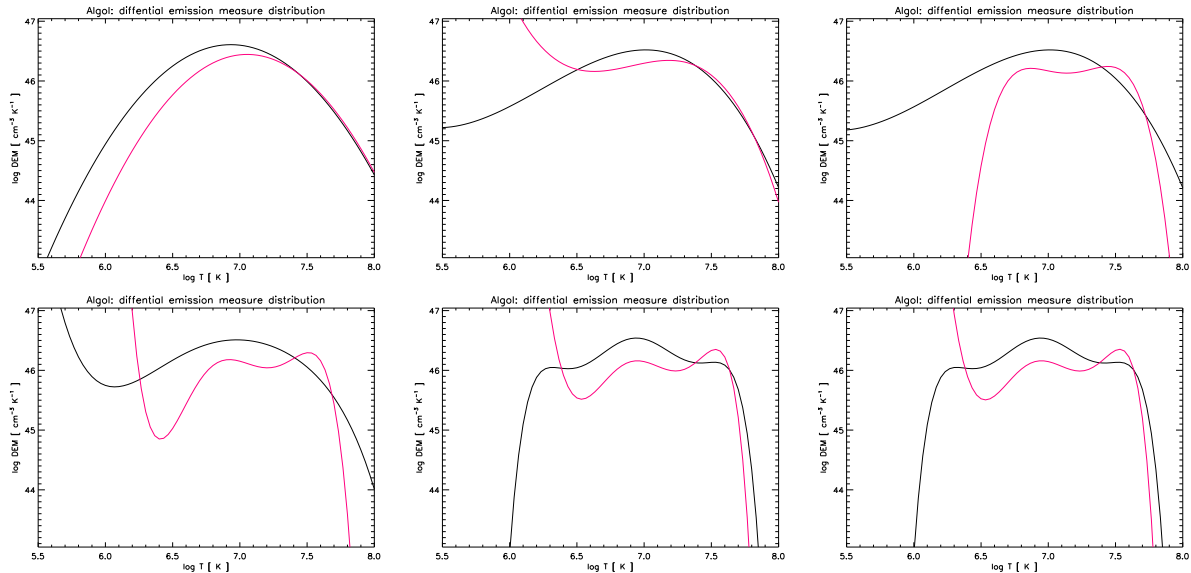 Algol: diffential emission measure distribution
Algol: diffential emission measure distribution
Algol: diffential emission measure distribution
47
46
45
44
log DEM [ cm⁻³ K⁻¹ ]
5.5 6.0 6.5 7.0 7.5 8.0
log T [ K ]
47
46
45
44
log DEM [ cm⁻³ K⁻¹ ]
5.5 6.0 6.5 7.0 7.5 8.0
log T [ K ]
47
46
45
44
log DEM [ cm⁻³ K⁻¹ ]
5.5 6.0 6.5 7.0 7.5 8.0
log T [ K ]
Algol: diffential emission measure distribution
Algol: diffential emission measure distribution
Algol: diffential emission measure distribution
47
46
45
44
log DEM [ cm⁻³ K⁻¹ ]
5.5 6.0 6.5 7.0 7.5 8.0
log T [ K ]
47
46
45
44
log DEM [ cm⁻³ K⁻¹ ]
5.5 6.0 6.5 7.0 7.5 8.0
log T [ K ]
47
46
45
44
log DEM [ cm⁻³ K⁻¹ ]
5.5 6.0 6.5 7.0 7.5 8.0
log T [ K ]